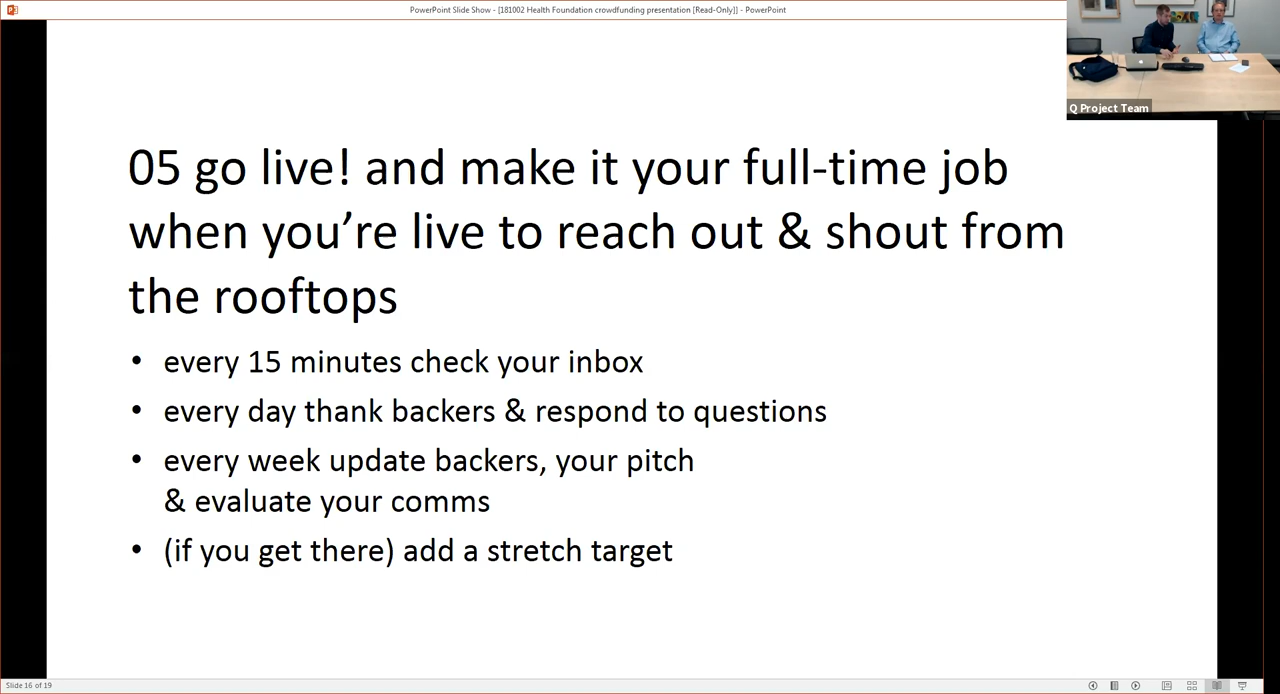 PowerPoint Slide Show - [181002 Health Foundation crowdfunding presentation [Read-Only]] - PowerPoint
Q Project Team
05 go live! and make it your full-time job
when you’re live to reach out & shout from
the rooftops
• every 15 minutes check your inbox
• every day thank backers & respond to questions
• every week update backers, your pitch
& evaluate your comms
• (if you get there) add a stretch target
Slide 16 of 19